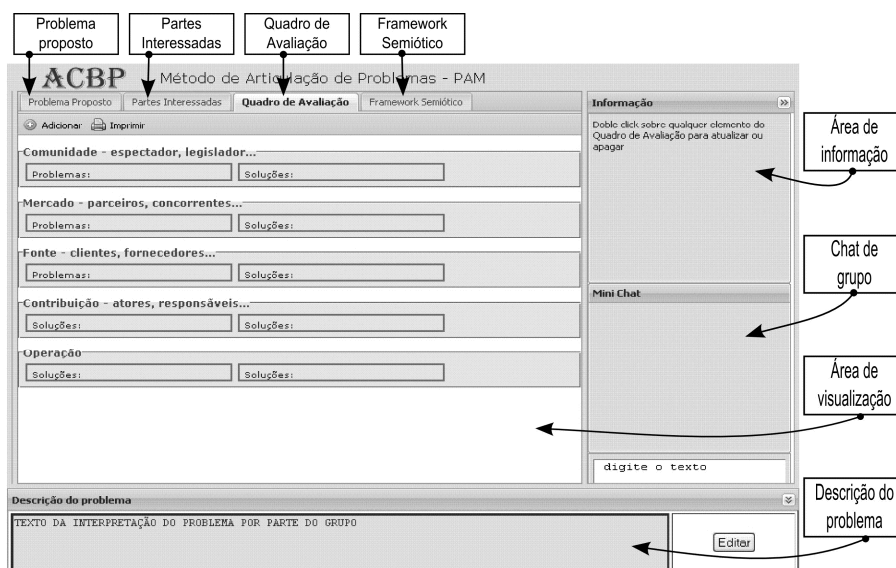 Problema
proposto
Partes
Interessadas
Quadro de
Avaliação
Framework
Semiótico
ACBP Método de Articulação de Problemas - PAM
Problema Proposto Partes Interessadas Quadro de Avaliação Framework Semiótico
Adicionar Imprimir
Comunidade - espectador, legislador...
Problemas: Soluções:
Mercado - parceiros, concorrentes...
Problemas: Soluções:
Fonte - clientes, fornecedores...
Problemas: Soluções:
Contribuição - atores, responsáveis...
Soluções: Soluções:
Operação
Soluções: Soluções:
Informação
Doble click sobre qualquer elemento do
Quadro de Avaliação para atualizar ou
apagar
Mini Chat
digite o texto
Área de
informação
Chat de
grupo
Área de
visualização
Descrição do problema
TEXTO DA INTERPRETAÇÃO DO PROBLEMA POR PARTE DO GRUPO
Editar
Descrição do
problema